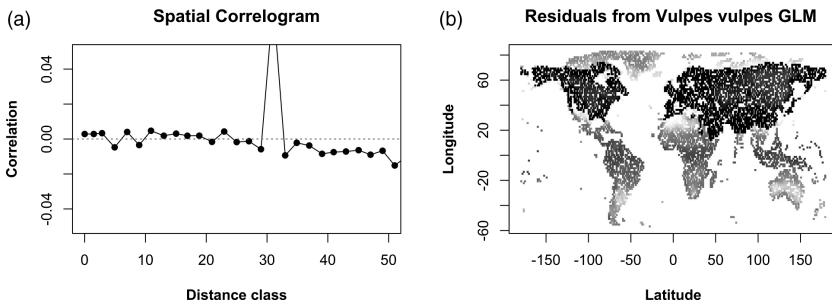 (a)
Spatial Correlogram
Correlation
0.04
0.00
-0.04
0 10 20 30 40 50
Distance class
(b)
Residuals from Vulpes vulpes GLM
Longitude
60
20
-20
-60
-150 -100 -50 0 50 100 150
Latitude